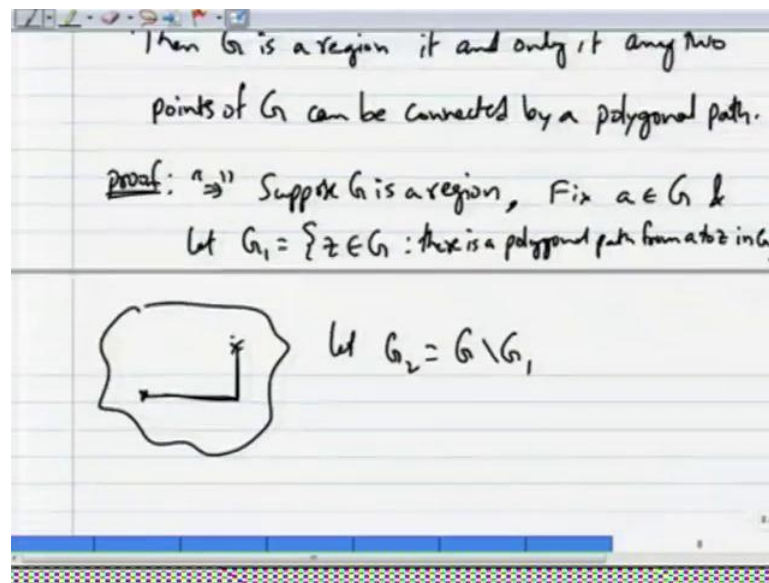 Then G is a region if and only if any two
points of G can be connected by a polygonal path.
proof: "⇒" Suppose G is a region, Fix a ∈ G &
let G₁ = {z ∈ G : there is a polygonal path from a to z in G
let G₂ = G \ G₁